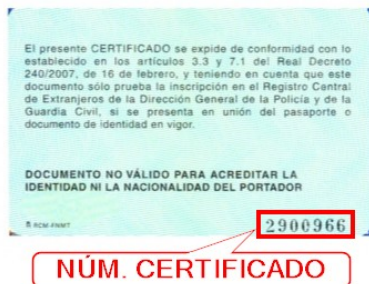 El presente CERTIFICADO se expide de conformidad con lo
establecido en los artículos 3.3 y 7.1 del Real Decreto
240/2007, de 16 de febrero, y teniendo en cuenta que este
documento sólo prueba la inscripción en el Registro Central
de Extranjeros de la Dirección General de la Policía y de la
Guardia Civil, si se presenta en unión del pasaporte o
documento de identidad en vigor.
DOCUMENTO NO VÁLIDO PARA ACREDITAR LA
IDENTIDAD NI LA NACIONALIDAD DEL PORTADOR
RCM-FNMT
2900966
NÚM. CERTIFICADO